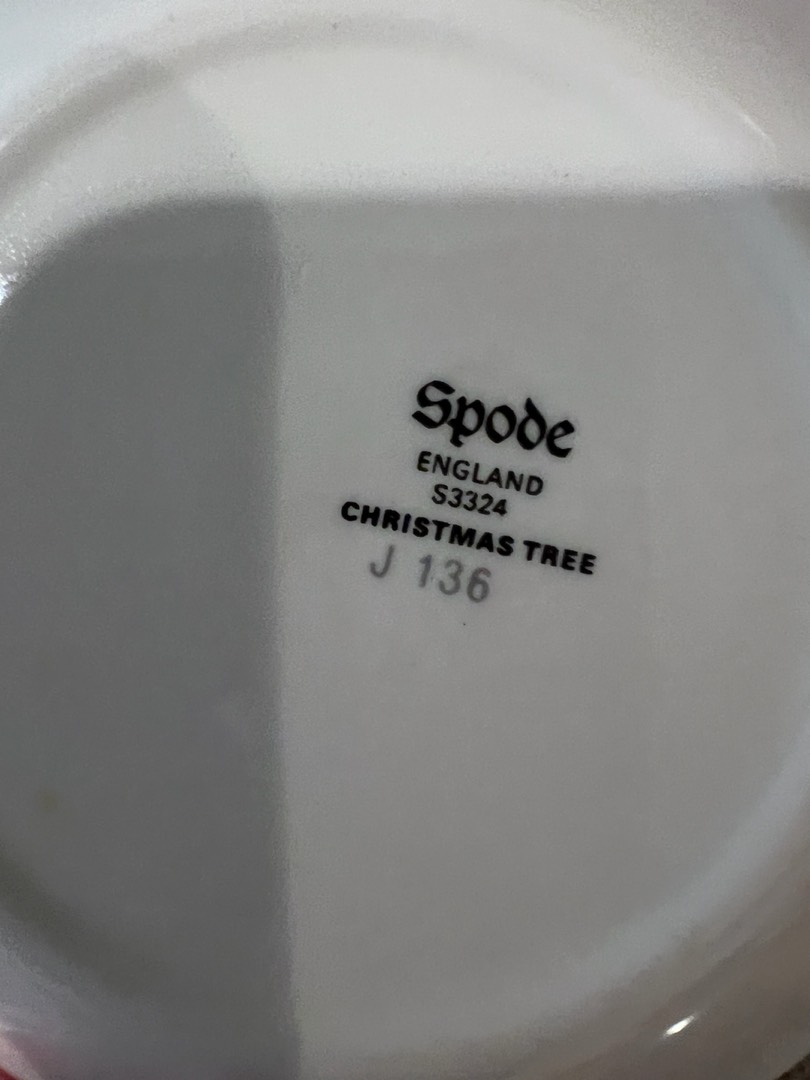 Spode
ENGLAND
S3324
CHRISTMAS TREE
J 136